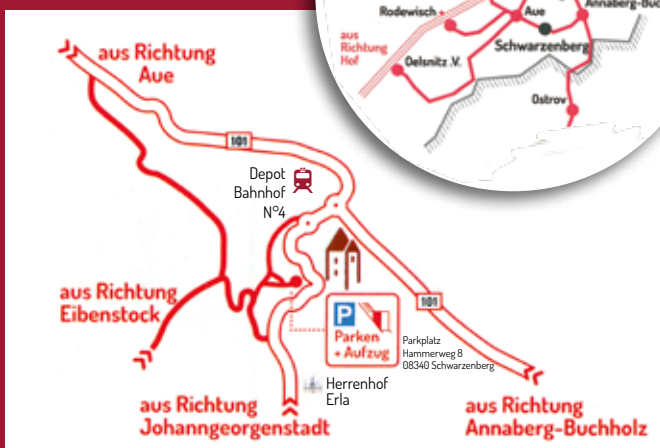 Rodewisch
Aue
Annaberg-Buc
aus
Richtung
Hof
Schwarzenberg
Oelsnitz .V.
Ostrov
aus Richtung
Aue
101
Depot
Bahnhof
N°4
aus Richtung
Eibenstock
101
P
Parken
+ Aufzug
Parkplatz
Hammerweg 8
08340 Schwarzenberg
Herrenhof
Erla
aus Richtung
Johanngeorgenstadt
aus Richtung
Annaberg-Buchholz